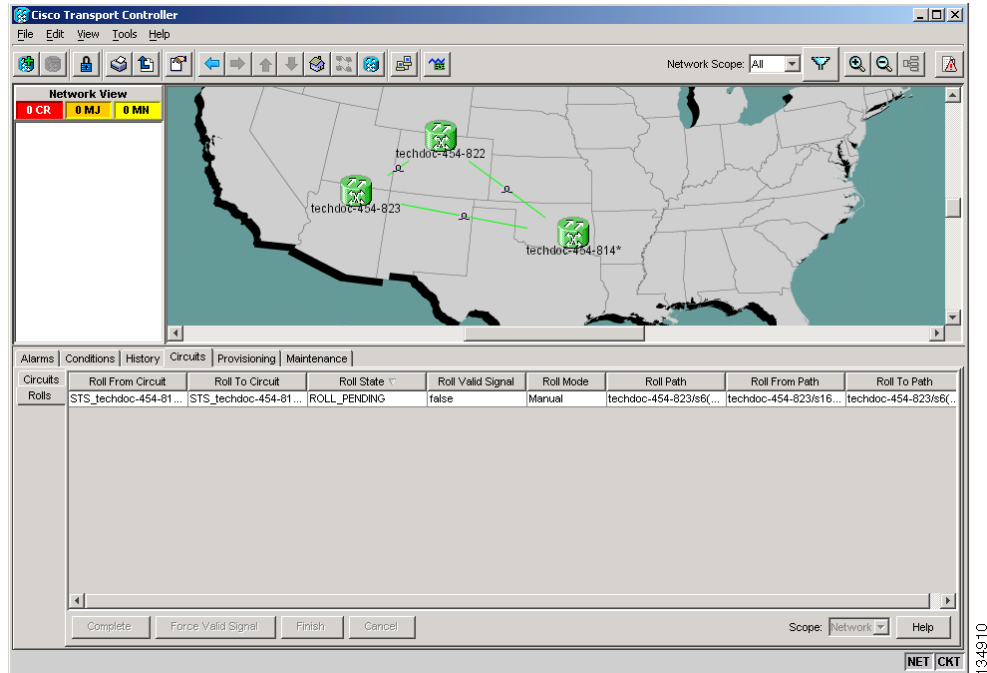 Cisco Transport Controller
File Edit View Tools Help
Network Scope: All
Network View
0 CR 0 MJ 0 MN
techdoc-454-822
techdoc-454-823
techdoc-454-814*
Alarms Conditions History Circuits Provisioning Maintenance
Circuits
Rolls
Roll From Circuit Roll To Circuit Roll State Roll Valid Signal Roll Mode Roll Path Roll From Path Roll To Path
STS_techdoc-454-81... STS_techdoc-454-81... ROLL_PENDING false Manual techdoc-454-823/s6(... techdoc-454-823/s16... techdoc-454-823/s6(..
Complete Force Valid Signal Finish Cancel Scope: Network Help
NET CKT
134910